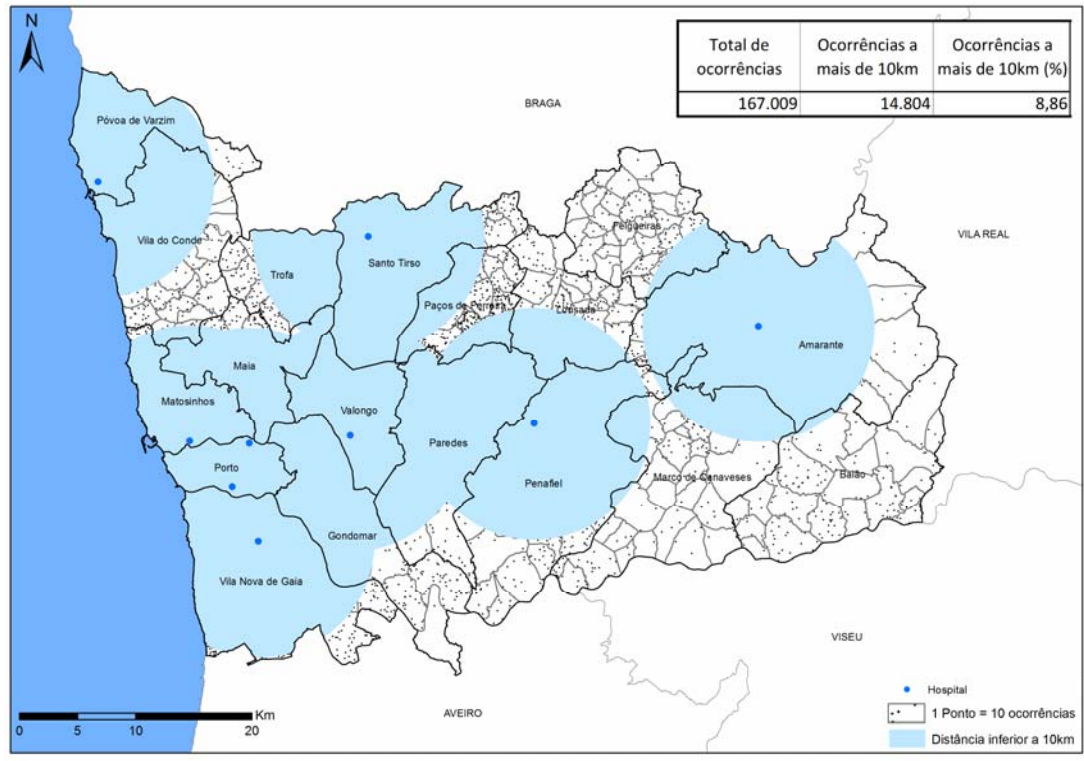 N
Total de
ocorrências
Ocorrências a
mais de 10km
Ocorrências a
mais de 10km (%)
167.009
14.804
8,86
BRAGA
Póvoa de Varzim
Vila do Conde
Felgueiras
VILA REAL
Trofa
Santo Tirso
Paços de Ferreira
Lousada
Amarante
Maia
Matosinhos
Valongo
Paredes
Porto
Penafiel
Marco de Canaveses
Baião
Gondomar
Vila Nova de Gaia
VISEU
AVEIRO
Hospital
1 Ponto = 10 ocorrências
Distância inferior a 10km
Km
0 5 10 20